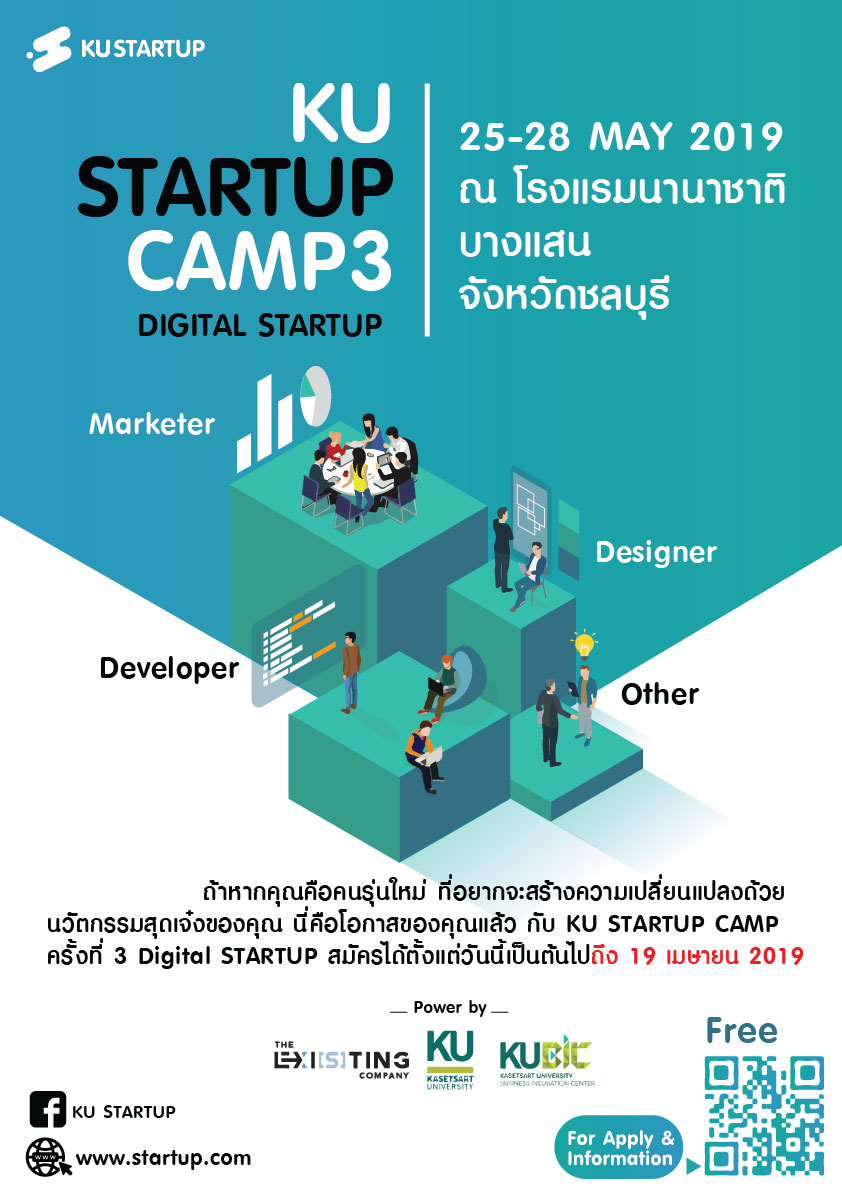 KU STARTUP
KU
STARTUP
CAMP3
DIGITAL STARTUP
25-28 MAY 2019
ณ โรงแรมนานาชาติ
บางแสน
จังหวัดชลบุรี
Marketer
Designer
Developer
Other
ถ้าหากคุณคือคนรุ่นใหม่ ที่อยากจะสร้างความเปลี่ยนแปลงด้วย
นวัตกรรมสุดเจ๋งของคุณ นี่คือโอกาสของคุณแล้ว กับ KU STARTUP CAMP
ครั้งที่ 3 Digital STARTUP สมัครได้ตั้งแต่วันนี้เป็นต้นไปถึง 19 เมษายน 2019
Power by
THE
EXI(S)TING
COMPANY
KU
KASETSART
UNIVERSITY
KUBIC
KASETSART UNIVERSITY
BUSINESS INCUBATION CENTER
Free
KU STARTUP
www.startup.com
For Apply &
Information